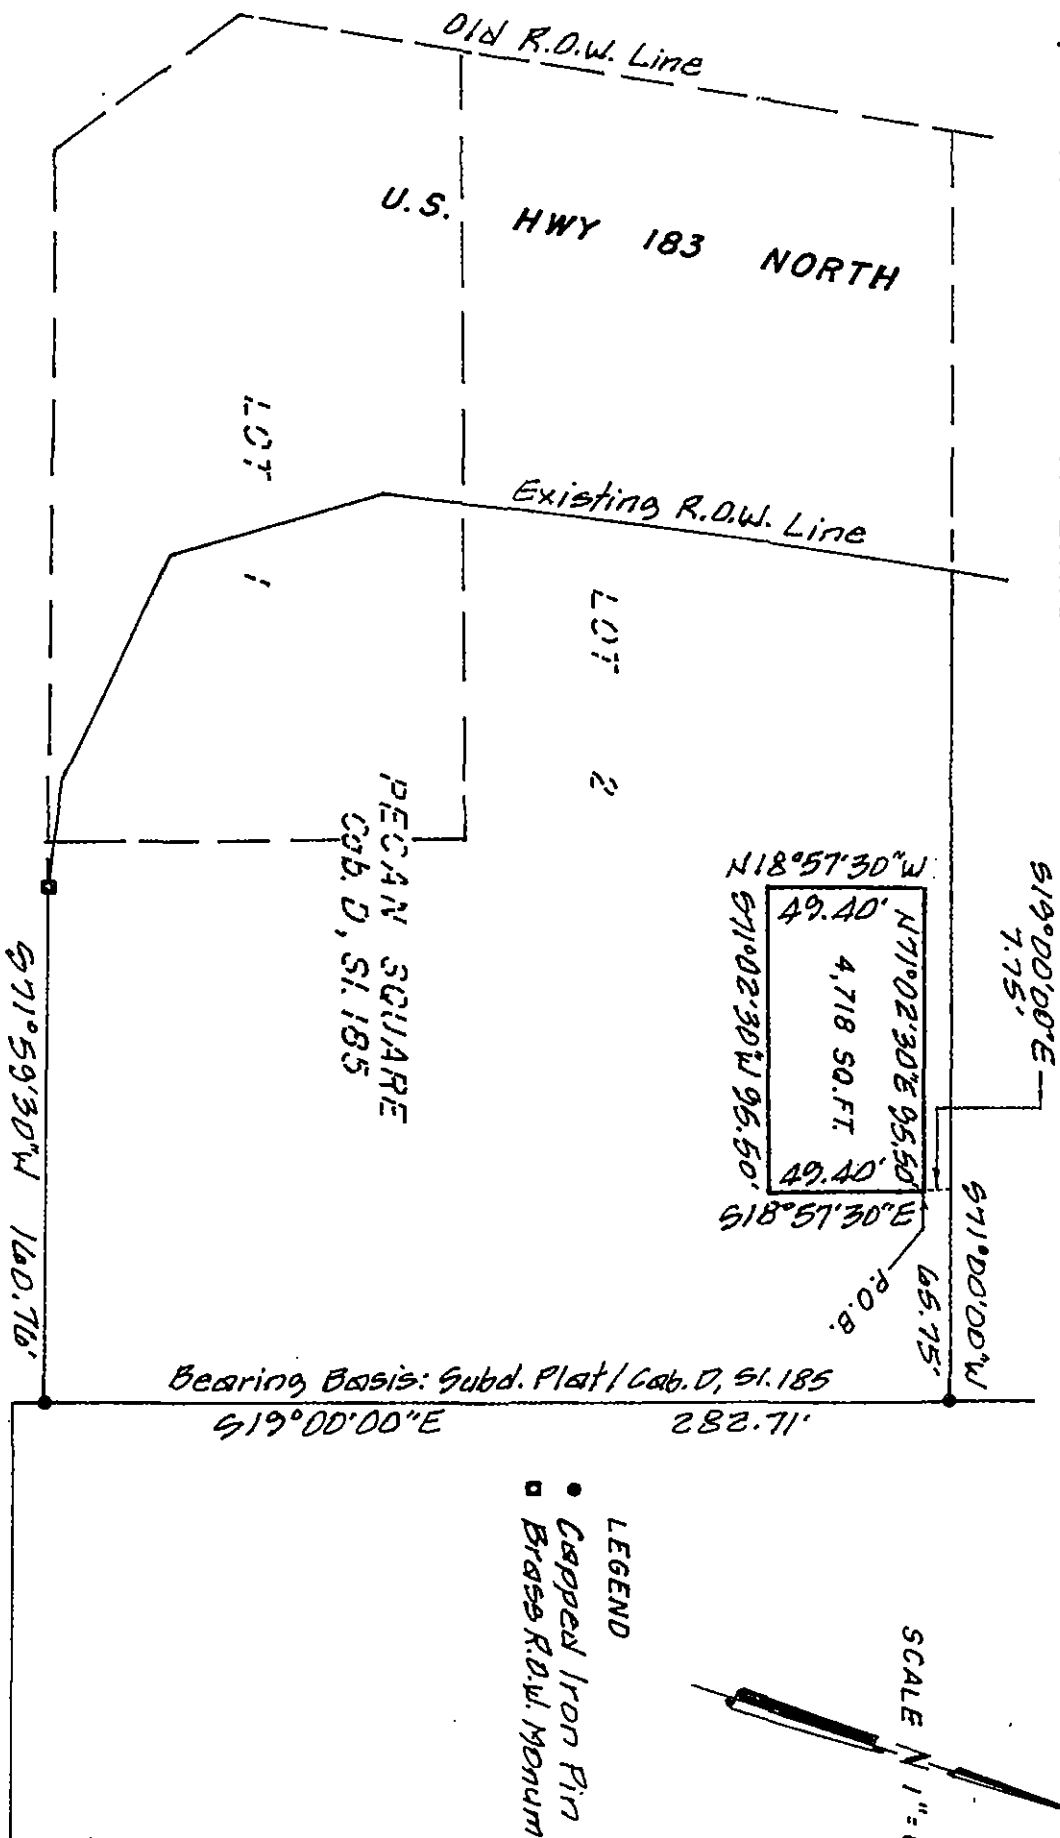 Old R.O.W. Line
U.S. HWY 183 NORTH
LOT 1
Existing R.O.W. Line
LOT 2
PECAN SQUARE
Cab. D, Sl. 185
N18°57'30"W
49.40'
N71°02'30"E 95.50'
4,718 SQ.FT.
S71°02'30"W 95.50'
49.40'
S18°57'30"E
S19°00'00"E
7.75'
P.O.B.
S71°00'00"W
65.75'
S71°59'30"W 160.76'
Bearing Basis: Subd. Plat/Cab. D, Sl. 185
S19°00'00"E 282.71'
LEGEND
Capped Iron Pin
Brass R.O.W. Monum
SCALE 1"=
N